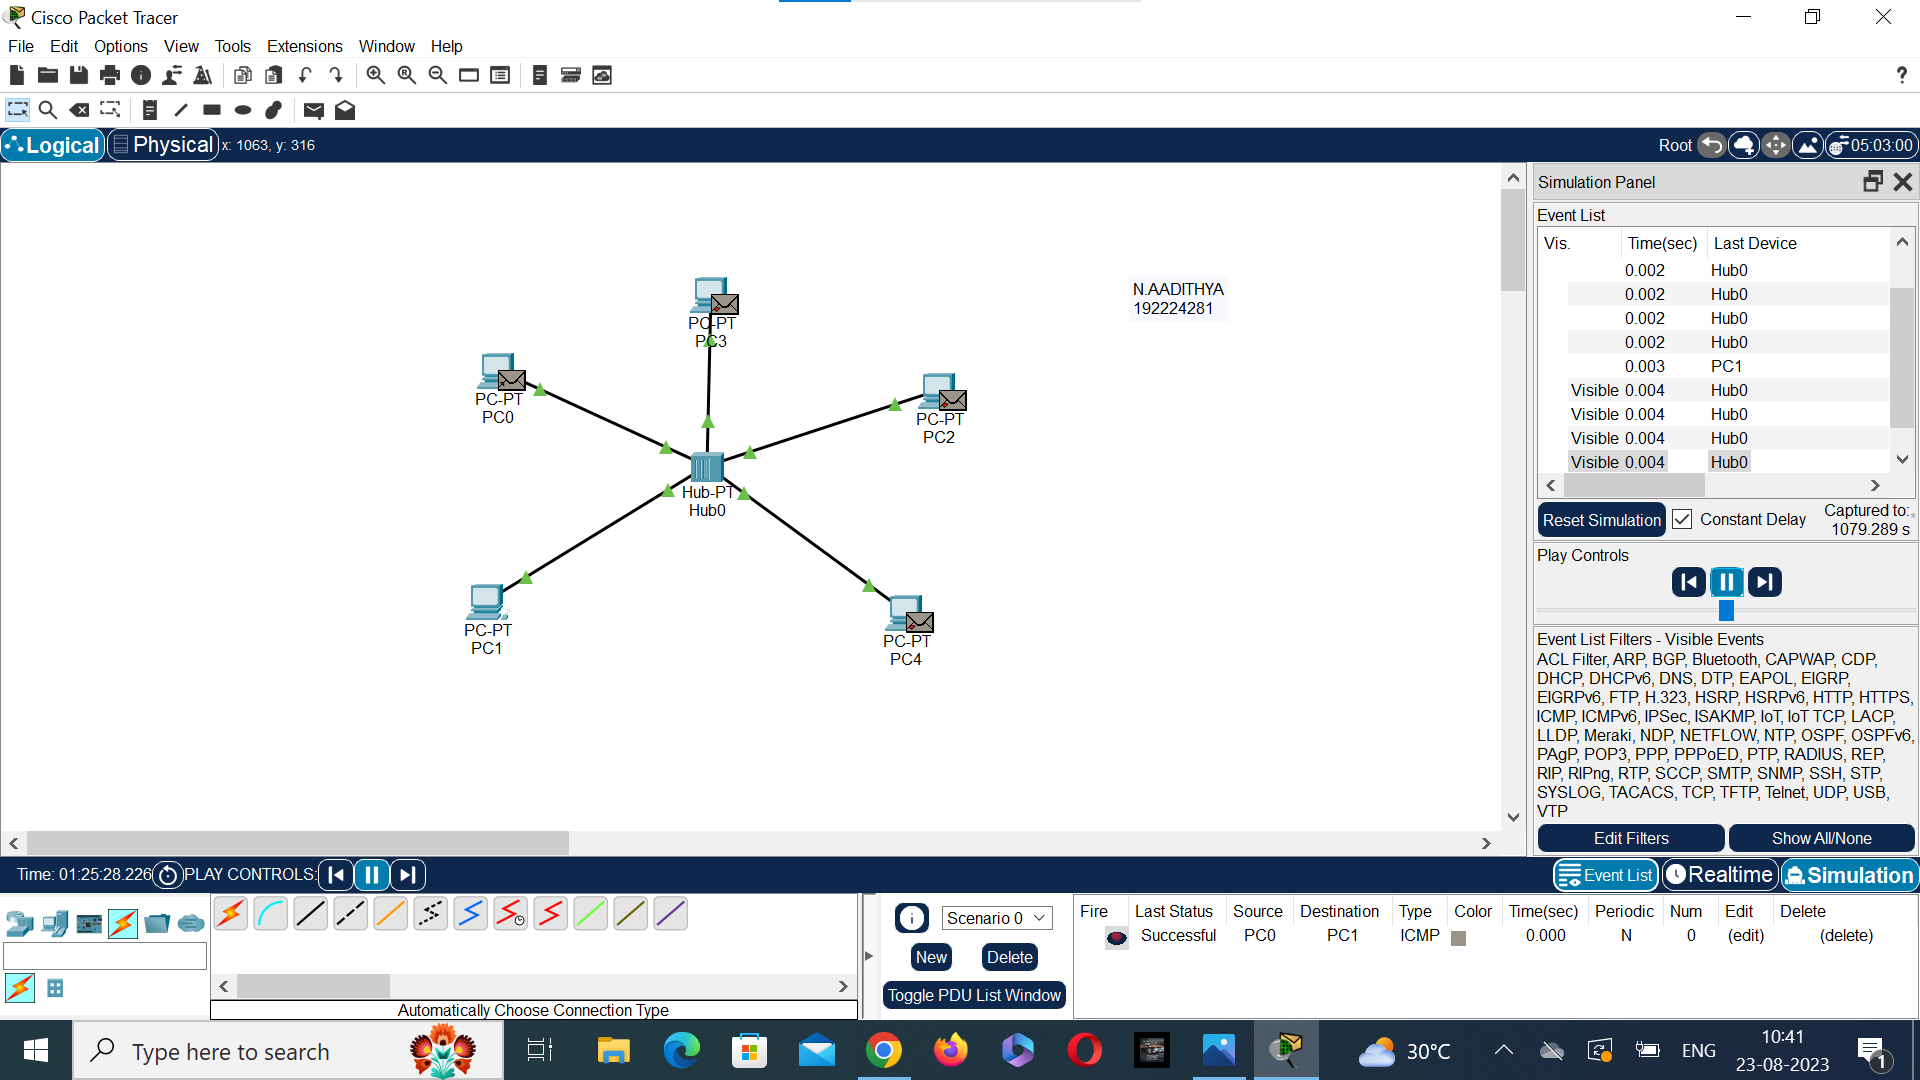 Cisco Packet Tracer
File Edit Options View Tools Extensions Window Help
?
Logical Physical x: 1063, y: 316 Root 05:03:00
N.AADITHYA
192224281
PC-PT
PC3
PC-PT
PC0
PC-PT
PC2
Hub-PT
Hub0
PC-PT
PC1
PC-PT
PC4
Simulation Panel
Event List
Vis. Time(sec) Last Device
0.002 Hub0
0.002 Hub0
0.002 Hub0
0.002 Hub0
0.003 PC1
Visible 0.004 Hub0
Visible 0.004 Hub0
Visible 0.004 Hub0
Visible 0.004 Hub0
Reset Simulation Constant Delay Captured to:*
1079.289 s
Play Controls
Event List Filters - Visible Events
ACL Filter, ARP, BGP, Bluetooth, CAPWAP, CDP,
DHCP, DHCPv6, DNS, DTP, EAPOL, EIGRP,
EIGRPv6, FTP, H.323, HSRP, HSRPv6, HTTP, HTTPS,
ICMP, ICMPv6, IPSec, ISAKMP, IoT, IoT TCP, LACP,
LLDP, Meraki, NDP, NETFLOW, NTP, OSPF, OSPFv6,
PAgP, POP3, PPP, PPPoED, PTP, RADIUS, REP,
RIP, RIPng, RTP, SCCP, SMTP, SNMP, SSH, STP,
SYSLOG, TACACS, TCP, TFTP, Telnet, UDP, USB,
VTP
Edit Filters Show All/None
Time: 01:25:28.226 PLAY CONTROLS: Event List Realtime Simulation
Scenario 0
New Delete
Toggle PDU List Window
Fire Last Status Source Destination Type Color Time(sec) Periodic Num Edit Delete
Successful PC0 PC1 ICMP 0.000 N 0 (edit) (delete)
Automatically Choose Connection Type
Type here to search 30°C ENG 10:41
23-08-2023
1